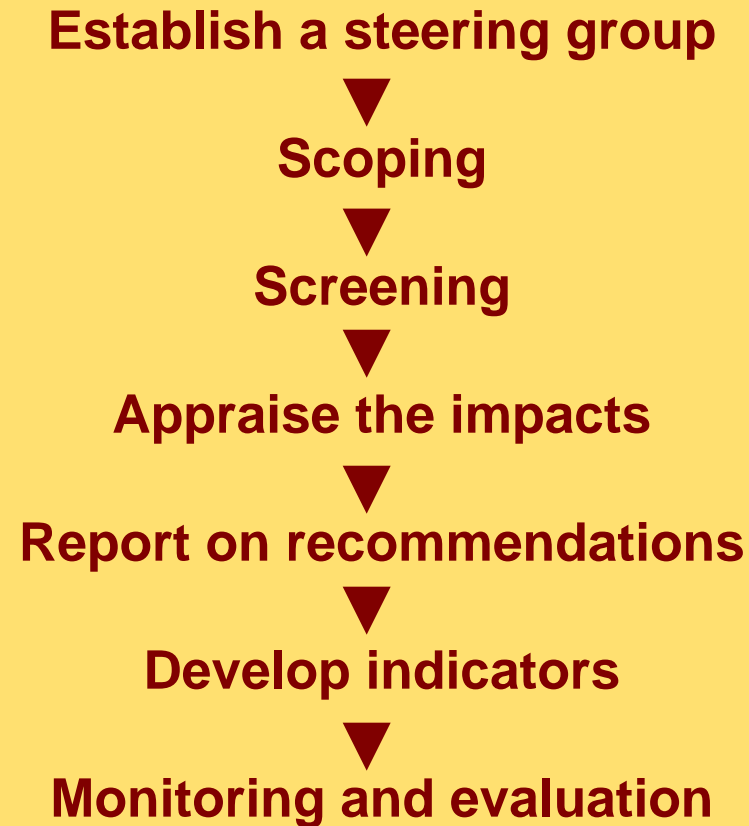 Establish a steering group
Scoping
Screening
Appraise the impacts
Report on recommendations
Develop indicators
Monitoring and evaluation